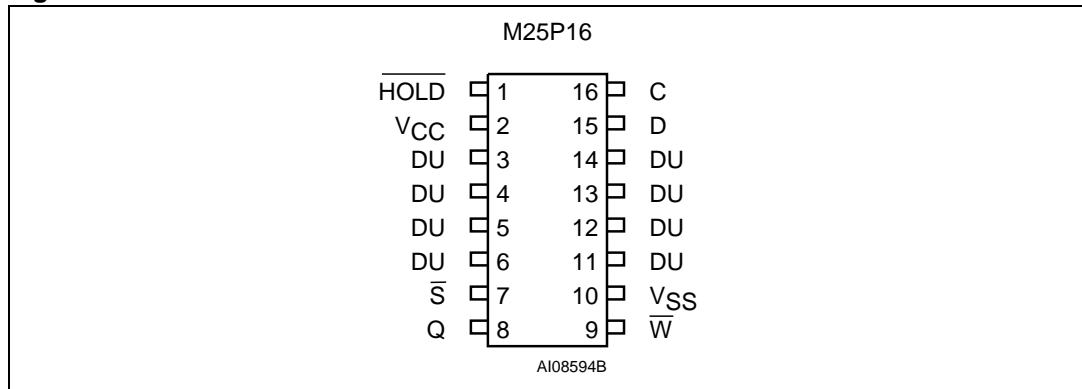 M25P16
HOLD 1 16 C
VCC 2 15 D
DU 3 14 DU
DU 4 13 DU
DU 5 12 DU
DU 6 11 DU
S 7 10 VSS
Q 8 9 W
AI08594B